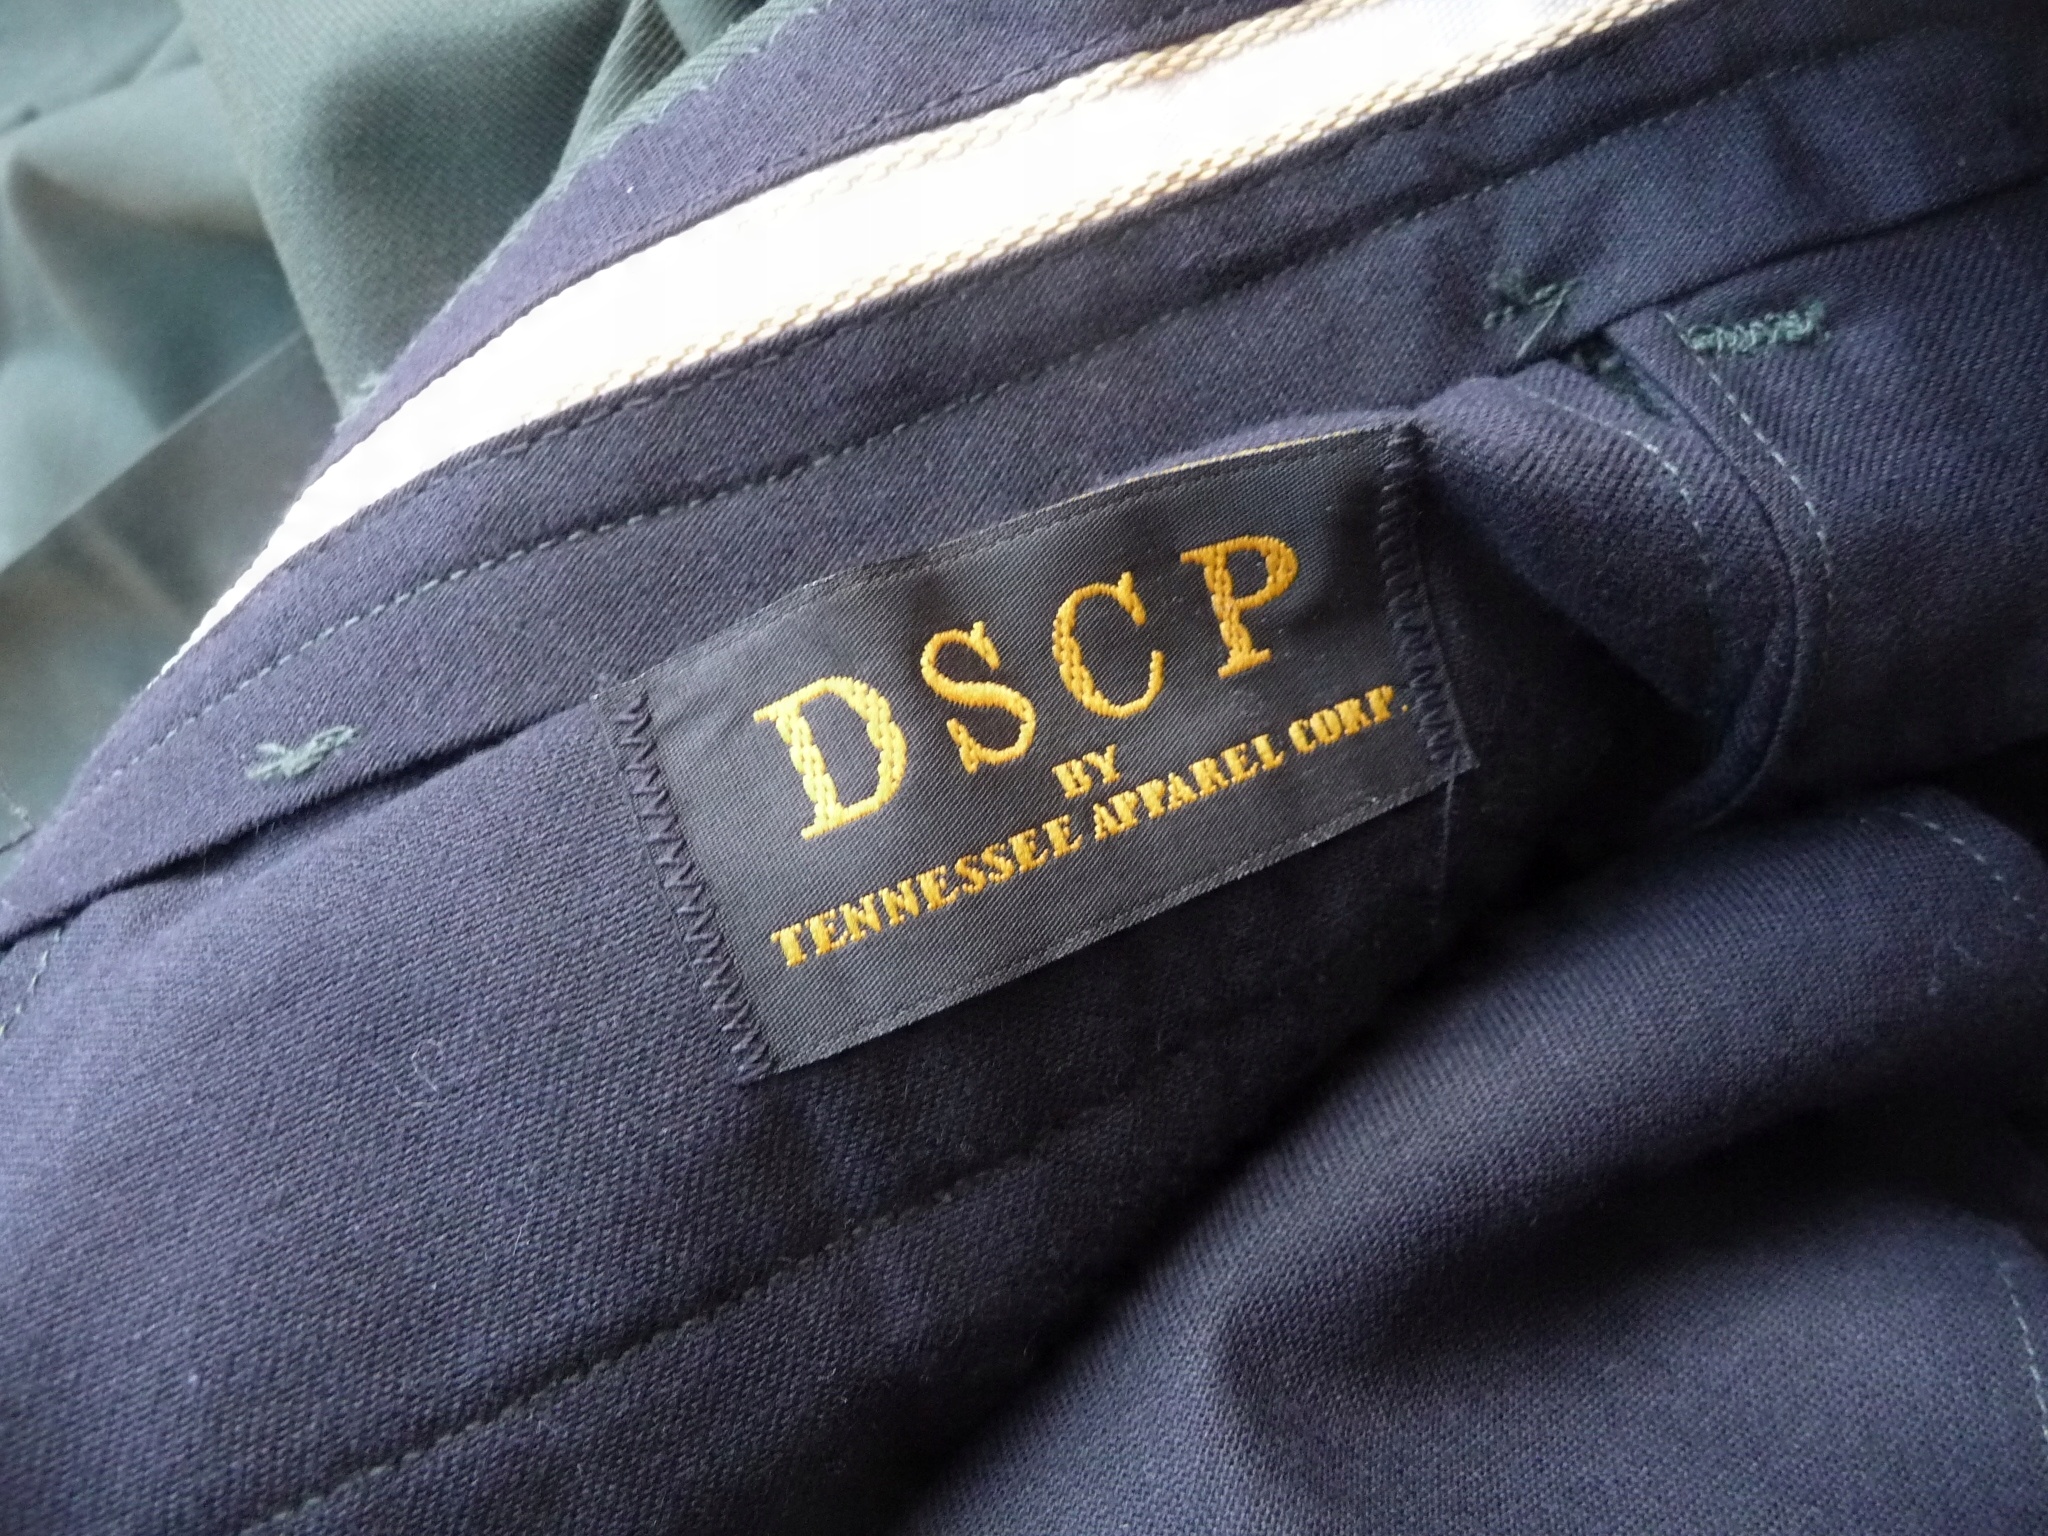 DSCP
BY
TENNESSEE APPAREL CORP.